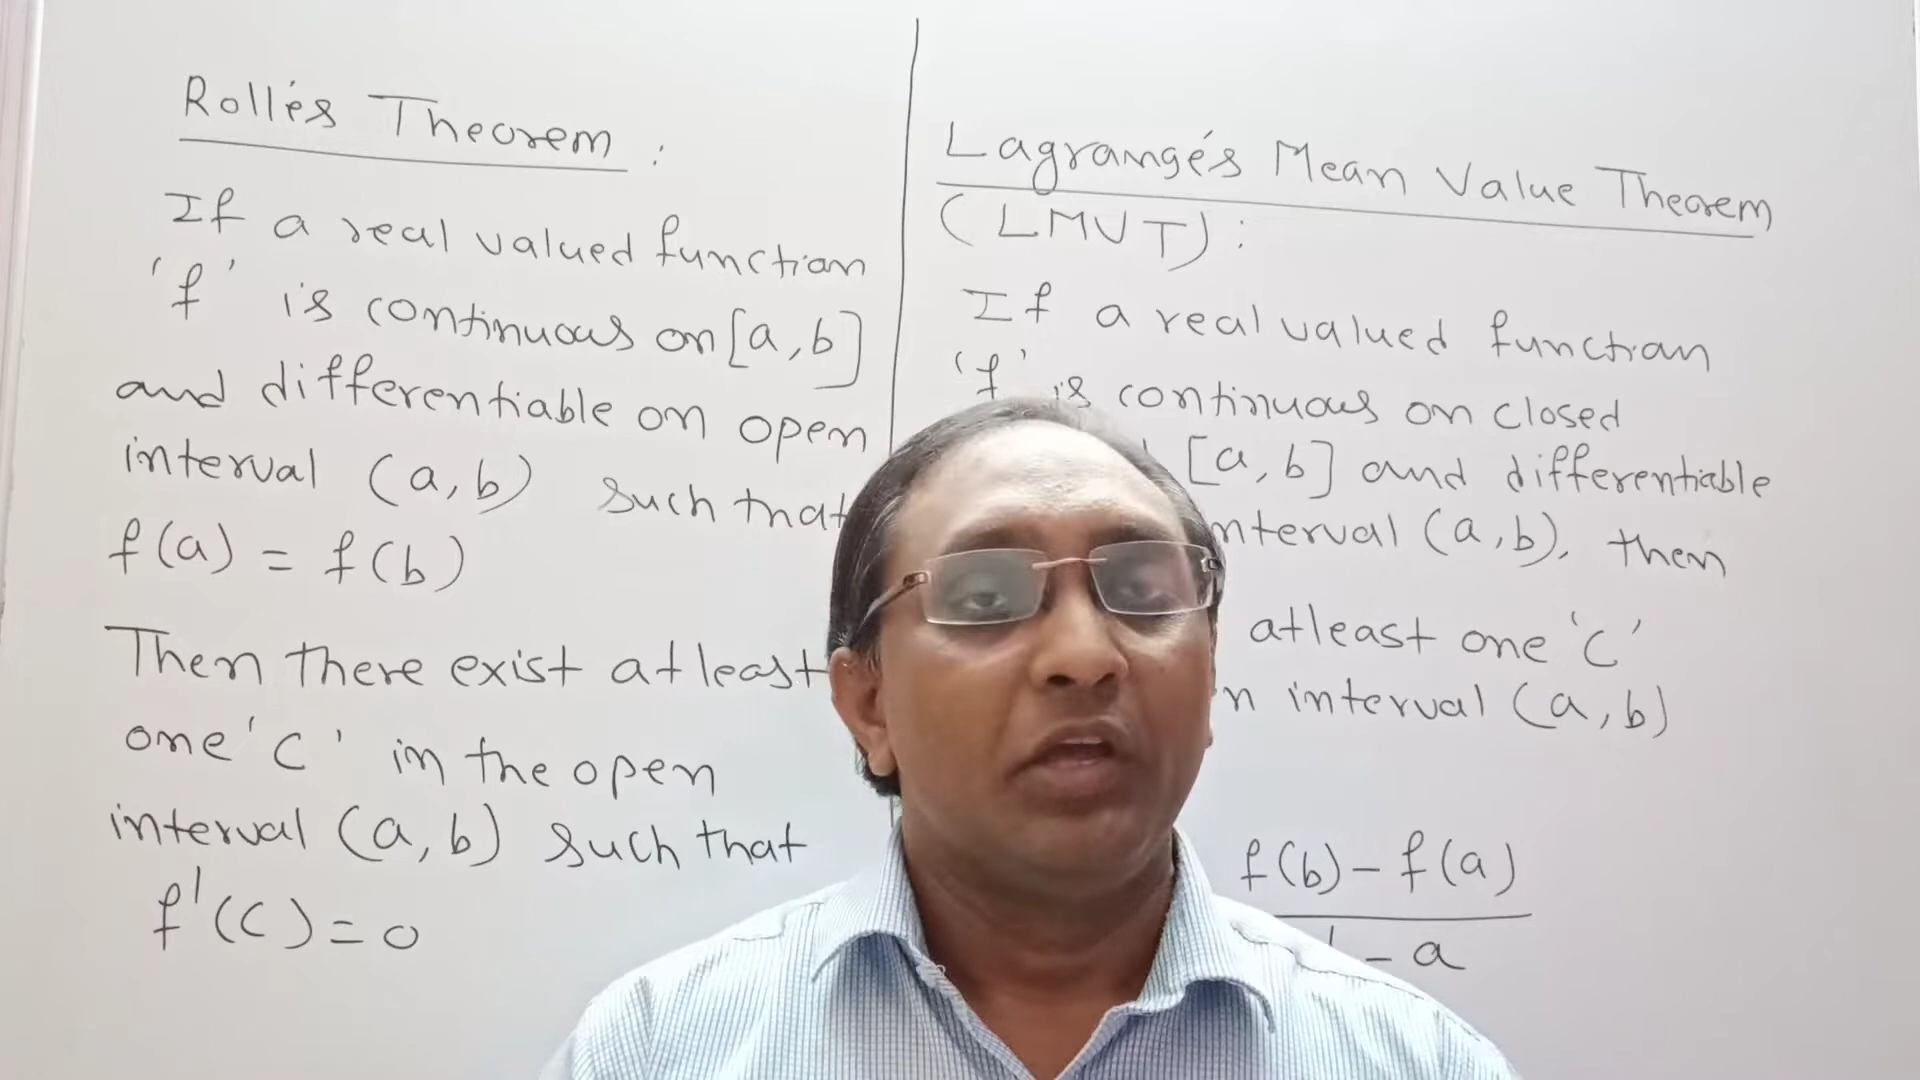 Rolle's Theorem :
If a real valued function
'f' is continuous on [a,b]
and differentiable on open
interval (a,b) such that
f(a) = f(b)
Then there exist atleast
one 'c' in the open
interval (a,b) such that
f'(c) = 0
Lagrange's Mean Value Theorem
(LMVT) :
If a real valued function
'f' is continuous on closed
[a,b] and differentiable
interval (a,b), then
atleast one 'c'
interval (a,b)
f(b) - f(a)
- a